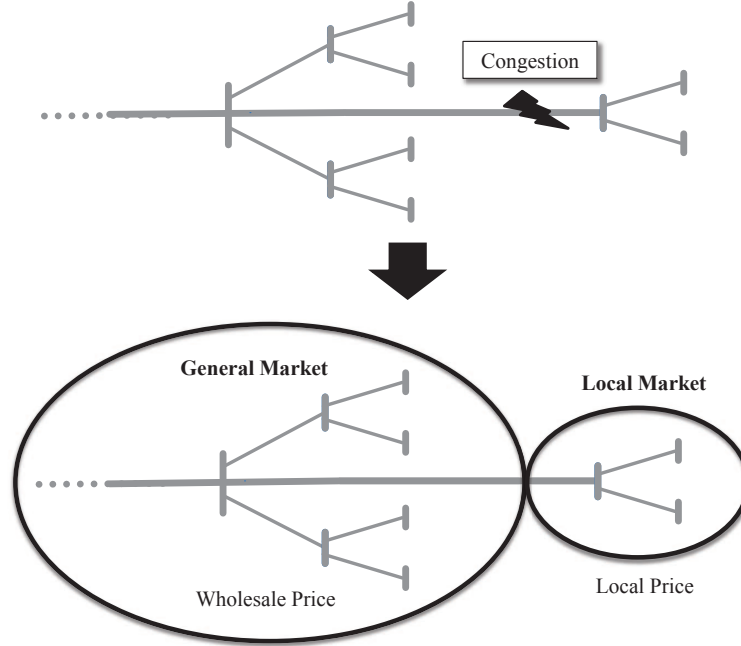 Congestion
General Market
Local Market
Wholesale Price
Local Price